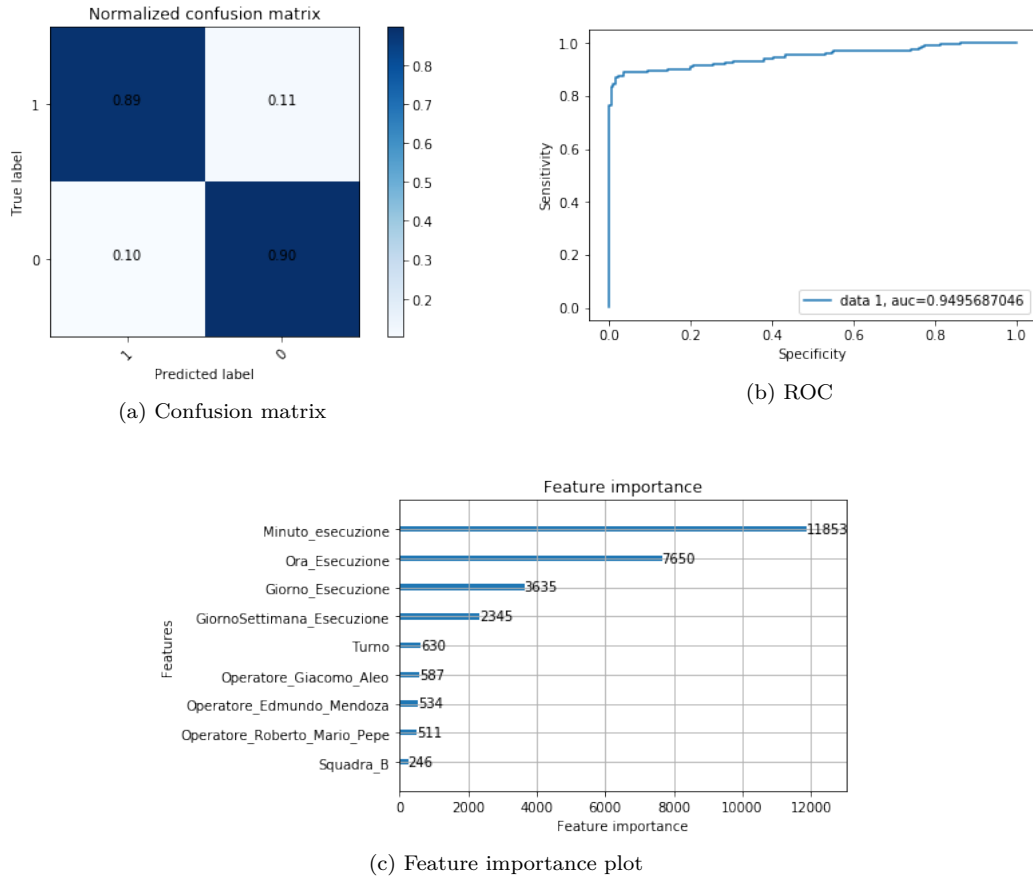 Normalized confusion matrix
1
0
True label
0.89
0.11
0.10
0.90
1
0
Predicted label
0.8
0.7
0.6
0.5
0.4
0.3
0.2
(a) Confusion matrix
1.0
0.8
0.6
0.4
0.2
0.0
Sensitivity
data 1, auc=0.9495687046
0.0
0.2
0.4
0.6
0.8
1.0
Specificity
(b) ROC
Feature importance
Features
Minuto_esecuzione
11853
Ora_Esecuzione
7650
Giorno_Esecuzione
3635
GiornoSettimana_Esecuzione
2345
Turno
630
Operatore_Giacomo_Aleo
587
Operatore_Edmundo_Mendoza
534
Operatore_Roberto_Mario_Pepe
511
Squadra_B
246
0
2000
4000
6000
8000
10000
12000
Feature importance
(c) Feature importance plot